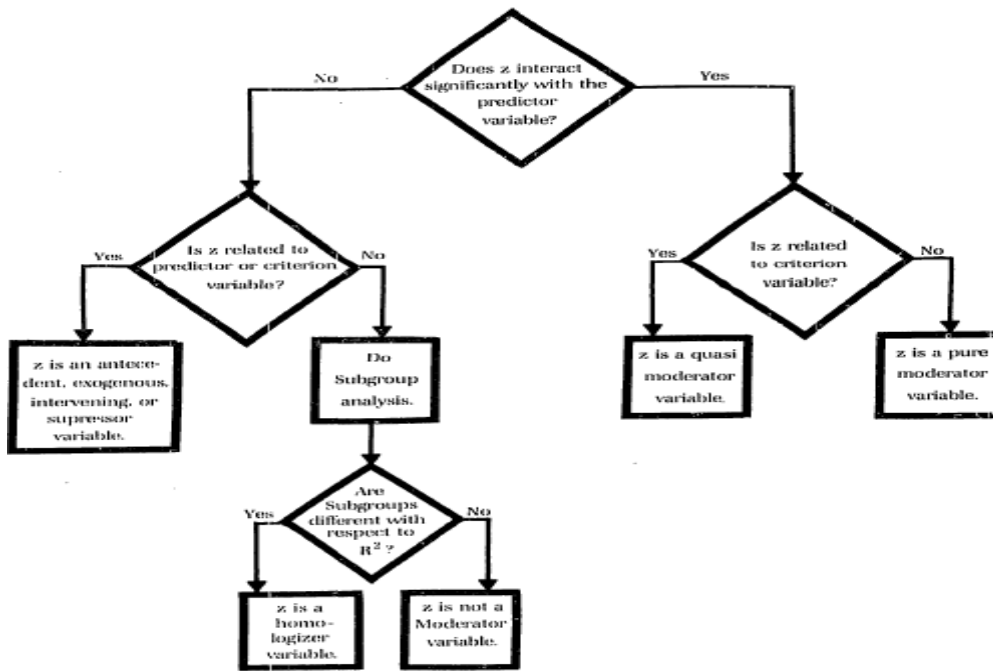 Does z interact
significantly with the
predictor
variable?
No
Yes
Is z related to
predictor or criterion
variable?
Yes
No
Is z related
to criterion
variable?
Yes
No
z is an antece-
dent, exogenous,
intervening, or
supressor
variable.
Do
Subgroup
analysis.
z is a quasi
moderator
variable.
z is a pure
moderator
variable.
Are
Subgroups
different with
respect to
R²?
Yes
No
z is a
homo-
logizer
variable.
z is not a
Moderator
variable.